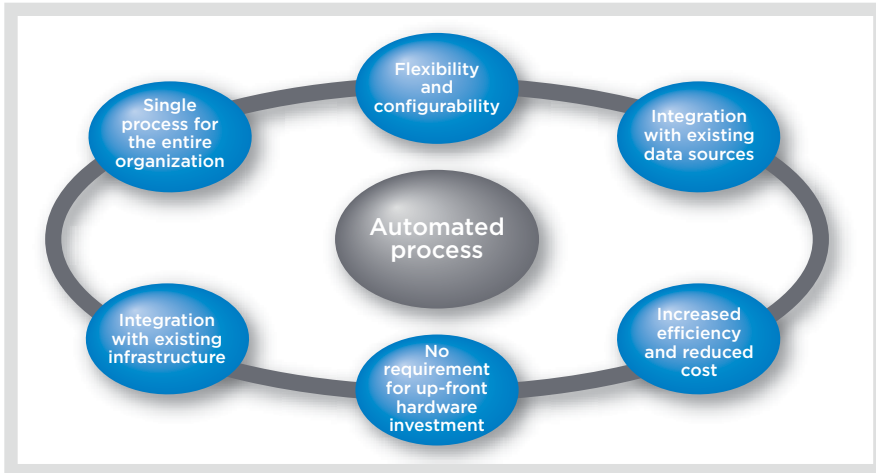 Flexibility
and
configurability
Single
process for
the entire
organization
Integration
with existing
data sources
Automated
process
Integration
with existing
infrastructure
No
requirement
for up-front
hardware
investment
Increased
efficiency
and reduced
cost